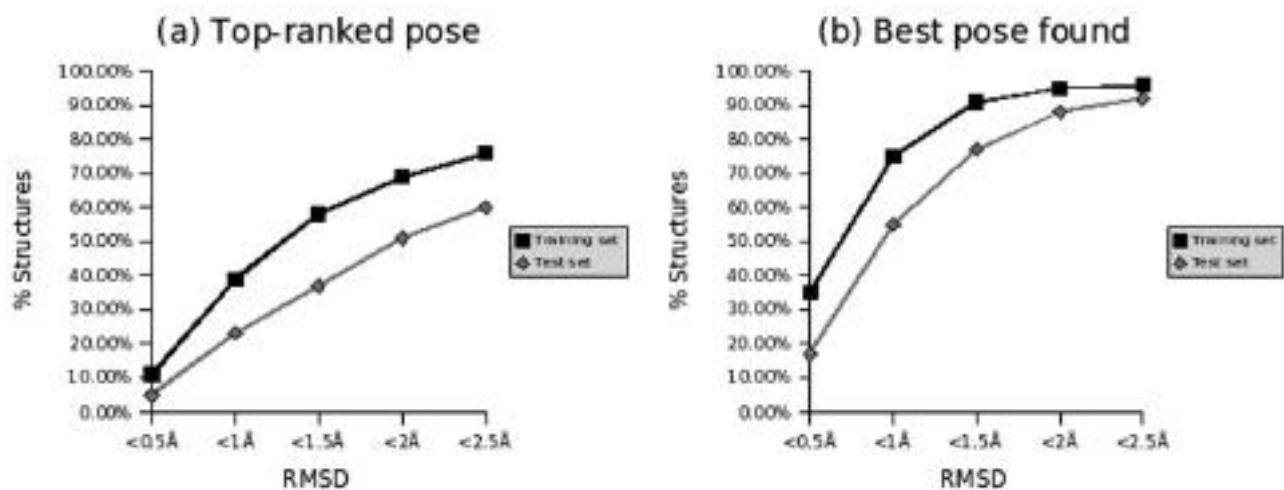 (a) Top-ranked pose
100.00%
90.00%
80.00%
70.00%
60.00%
50.00%
40.00%
30.00%
20.00%
10.00%
0.00%
% Structures
<0.5Å <1Å <1.5Å <2Å <2.5Å
RMSD
Training set
Test set
(b) Best pose found
100.00%
90.00%
80.00%
70.00%
60.00%
50.00%
40.00%
30.00%
20.00%
10.00%
0.00%
% Structures
<0.5Å <1Å <1.5Å <2Å <2.5Å
RMSD
Training set
Test set